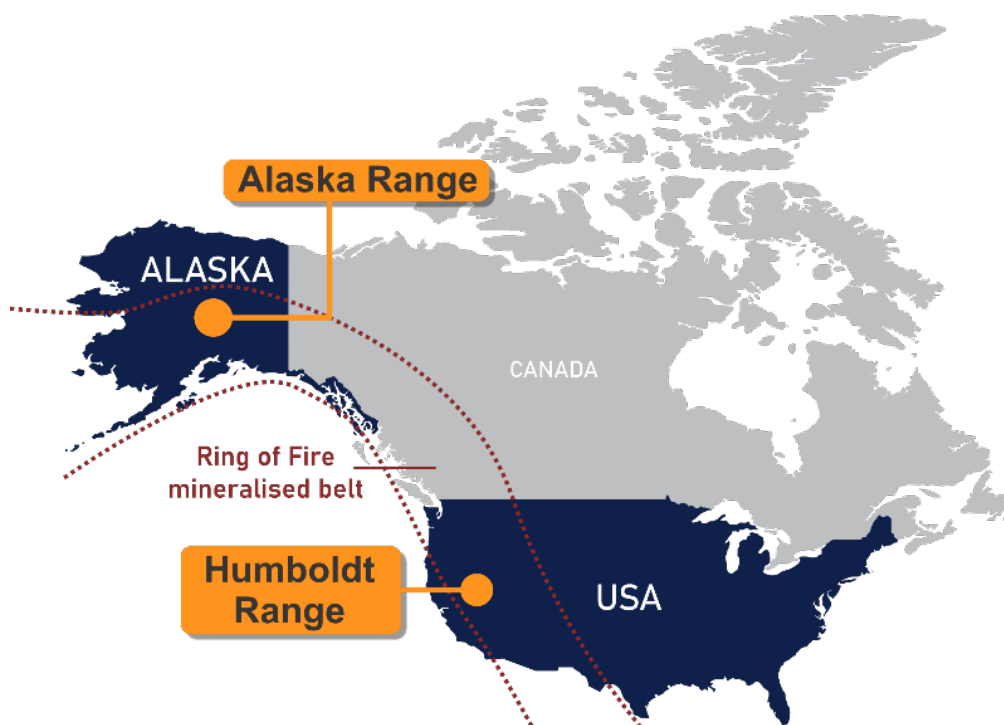 Alaska Range
ALASKA
CANADA
Ring of Fire
mineralised belt
Humboldt
Range
USA